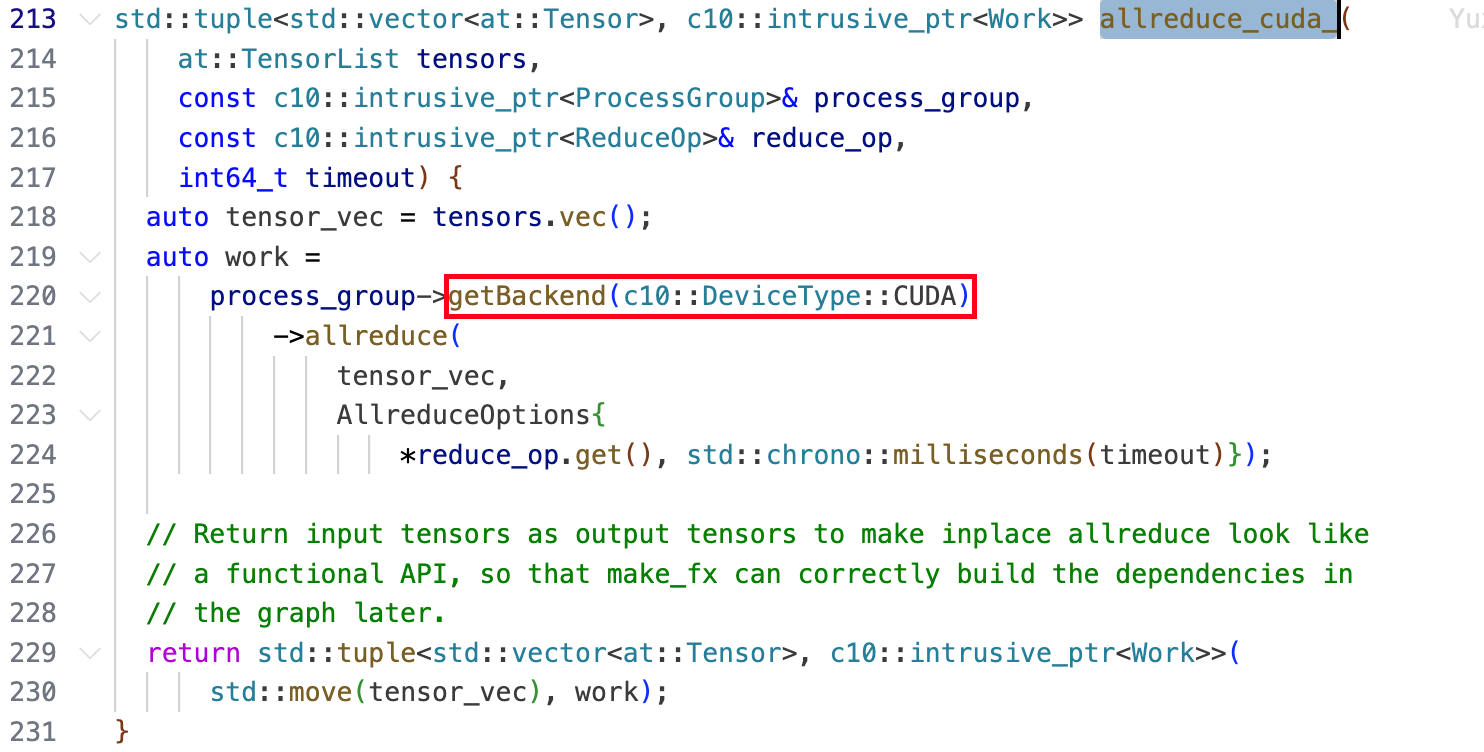 213 std::tuple<std::vector<at::Tensor>, c10::intrusive_ptr<Work>> allreduce_cuda_(
214     at::TensorList tensors,
215     const c10::intrusive_ptr<ProcessGroup>& process_group,
216     const c10::intrusive_ptr<ReduceOp>& reduce_op,
217     int64_t timeout) {
218   auto tensor_vec = tensors.vec();
219   auto work =
220       process_group->getBackend(c10::DeviceType::CUDA)
221           ->allreduce(
222               tensor_vec,
223               AllreduceOptions{
224                   *reduce_op.get(), std::chrono::milliseconds(timeout)});
225
226   // Return input tensors as output tensors to make inplace allreduce look like
227   // a functional API, so that make_fx can correctly build the dependencies in
228   // the graph later.
229   return std::tuple<std::vector<at::Tensor>, c10::intrusive_ptr<Work>>(
230       std::move(tensor_vec), work);
231 }